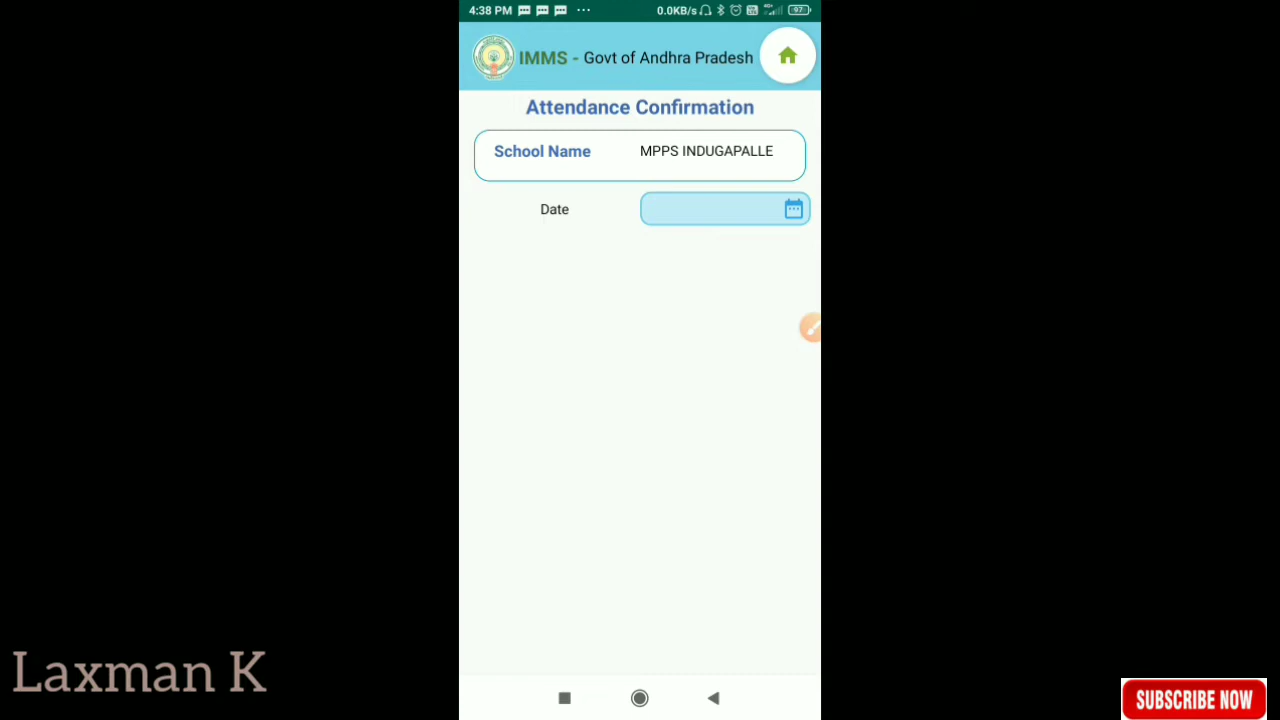 4:38 PM ... 0.0KB/s 97
IMMS - Govt of Andhra Pradesh
Attendance Confirmation
School Name MPPS INDUGAPALLE
Date
Laxman K
SUBSCRIBE NOW